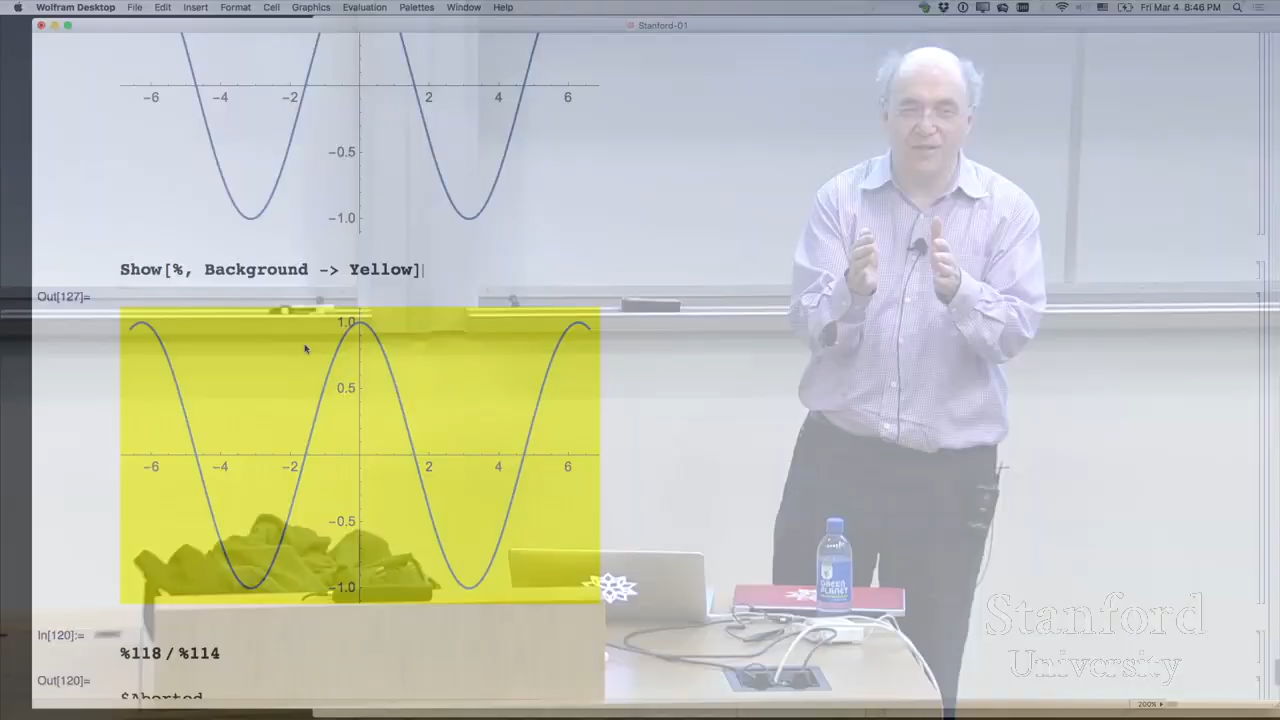 Wolfram Desktop File Edit Insert Format Cell Graphics Evaluation Palettes Window Help Fri Mar 4 8:46 PM
Stanford-01
-6 -4 -2 2 4 6
-0.5
-1.0
Show[%, Background -> Yellow]
Out[127]=
1.0
0.5
-6 -4 -2 2 4 6
-0.5
-1.0
In[120]:=
%118 / %114
Out[120]=
$Aborted
GREEN
PLANET
Stanford
University
200%